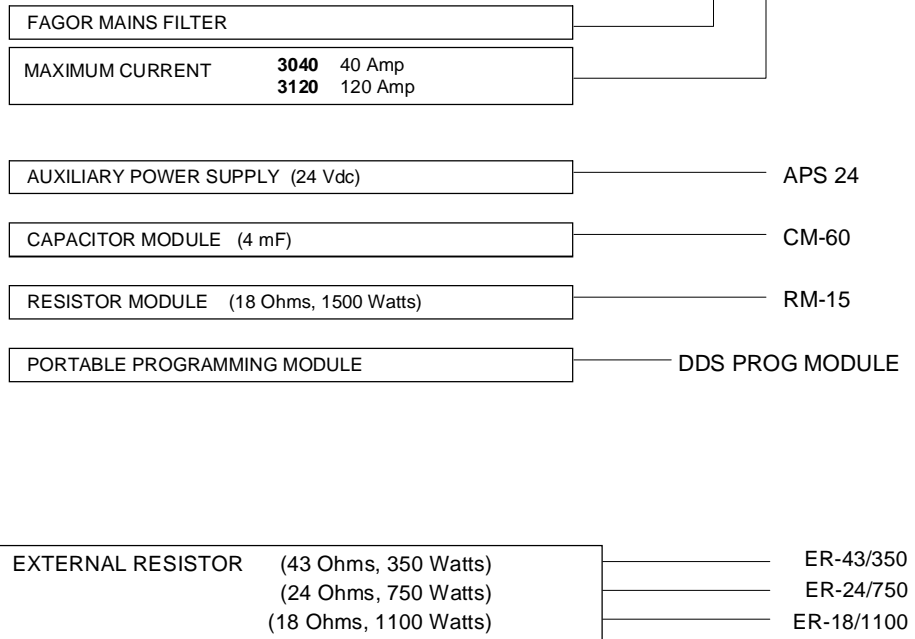 FAGOR MAINS FILTER
MAXIMUM CURRENT 3040 40 Amp
3120 120 Amp
AUXILIARY POWER SUPPLY (24 Vdc) APS 24
CAPACITOR MODULE (4 mF) CM-60
RESISTOR MODULE (18 Ohms, 1500 Watts) RM-15
PORTABLE PROGRAMMING MODULE DDS PROG MODULE
EXTERNAL RESISTOR (43 Ohms, 350 Watts) ER-43/350
(24 Ohms, 750 Watts) ER-24/750
(18 Ohms, 1100 Watts) ER-18/1100